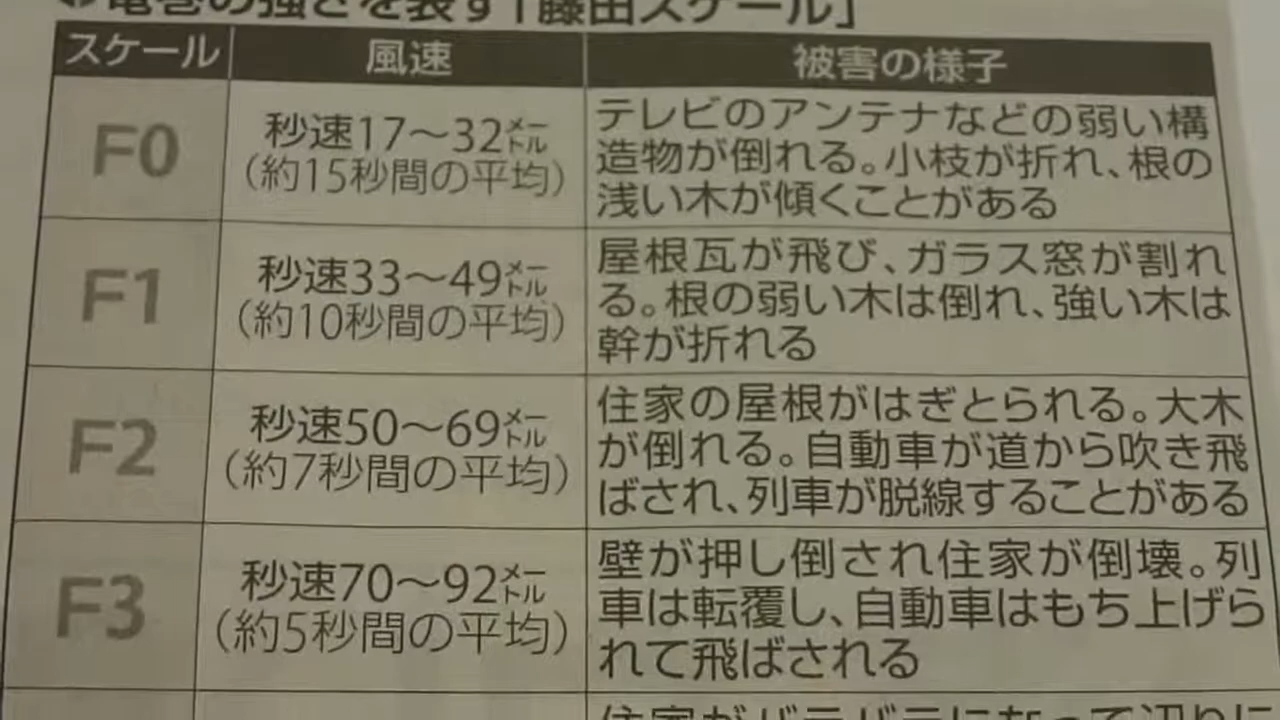 竜巻の強さを表す「藤田スケール」
スケール 風速 被害の様子
F0
秒速17〜32メートル
(約15秒間の平均)
テレビのアンテナなどの弱い構
造物が倒れる。小枝が折れ、根の
浅い木が傾くことがある
F1
秒速33〜49メートル
(約10秒間の平均)
屋根瓦が飛び、ガラス窓が割れ
る。根の弱い木は倒れ、強い木は
幹が折れる
F2
秒速50〜69メートル
(約7秒間の平均)
住家の屋根がはぎとられる。大木
が倒れる。自動車が道から吹き飛
ばされ、列車が脱線することがある
F3
秒速70〜92メートル
(約5秒間の平均)
壁が押し倒され住家が倒壊。列
車は転覆し、自動車はもち上げら
れて飛ばされる
住家がバラバラになって辺りに